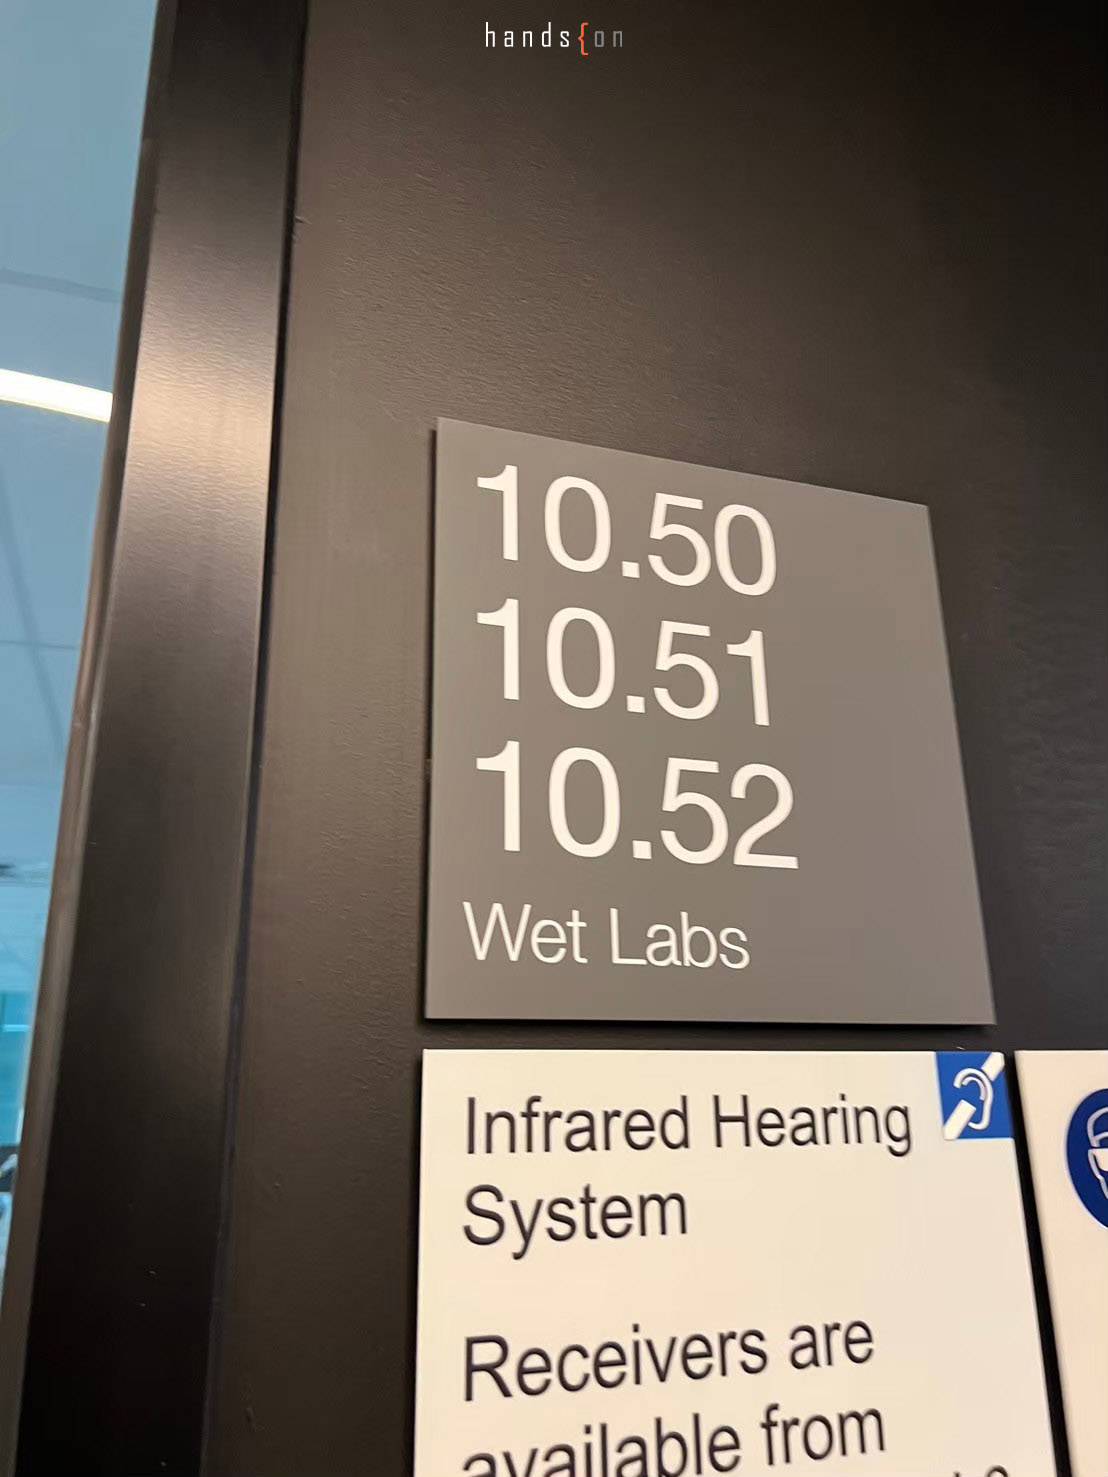 hands{on
10.50
10.51
10.52
Wet Labs
Infrared Hearing
System
Receivers are
available from